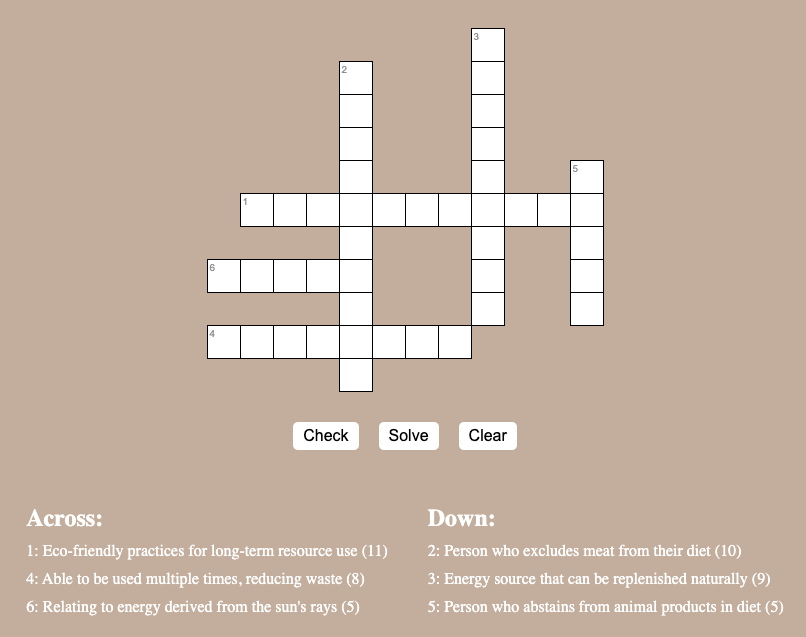 3
2
5
1
6
4
Check Solve Clear
Across:
1: Eco-friendly practices for long-term resource use (11)
4: Able to be used multiple times, reducing waste (8)
6: Relating to energy derived from the sun's rays (5)
Down:
2: Person who excludes meat from their diet (10)
3: Energy source that can be replenished naturally (9)
5: Person who abstains from animal products in diet (5)